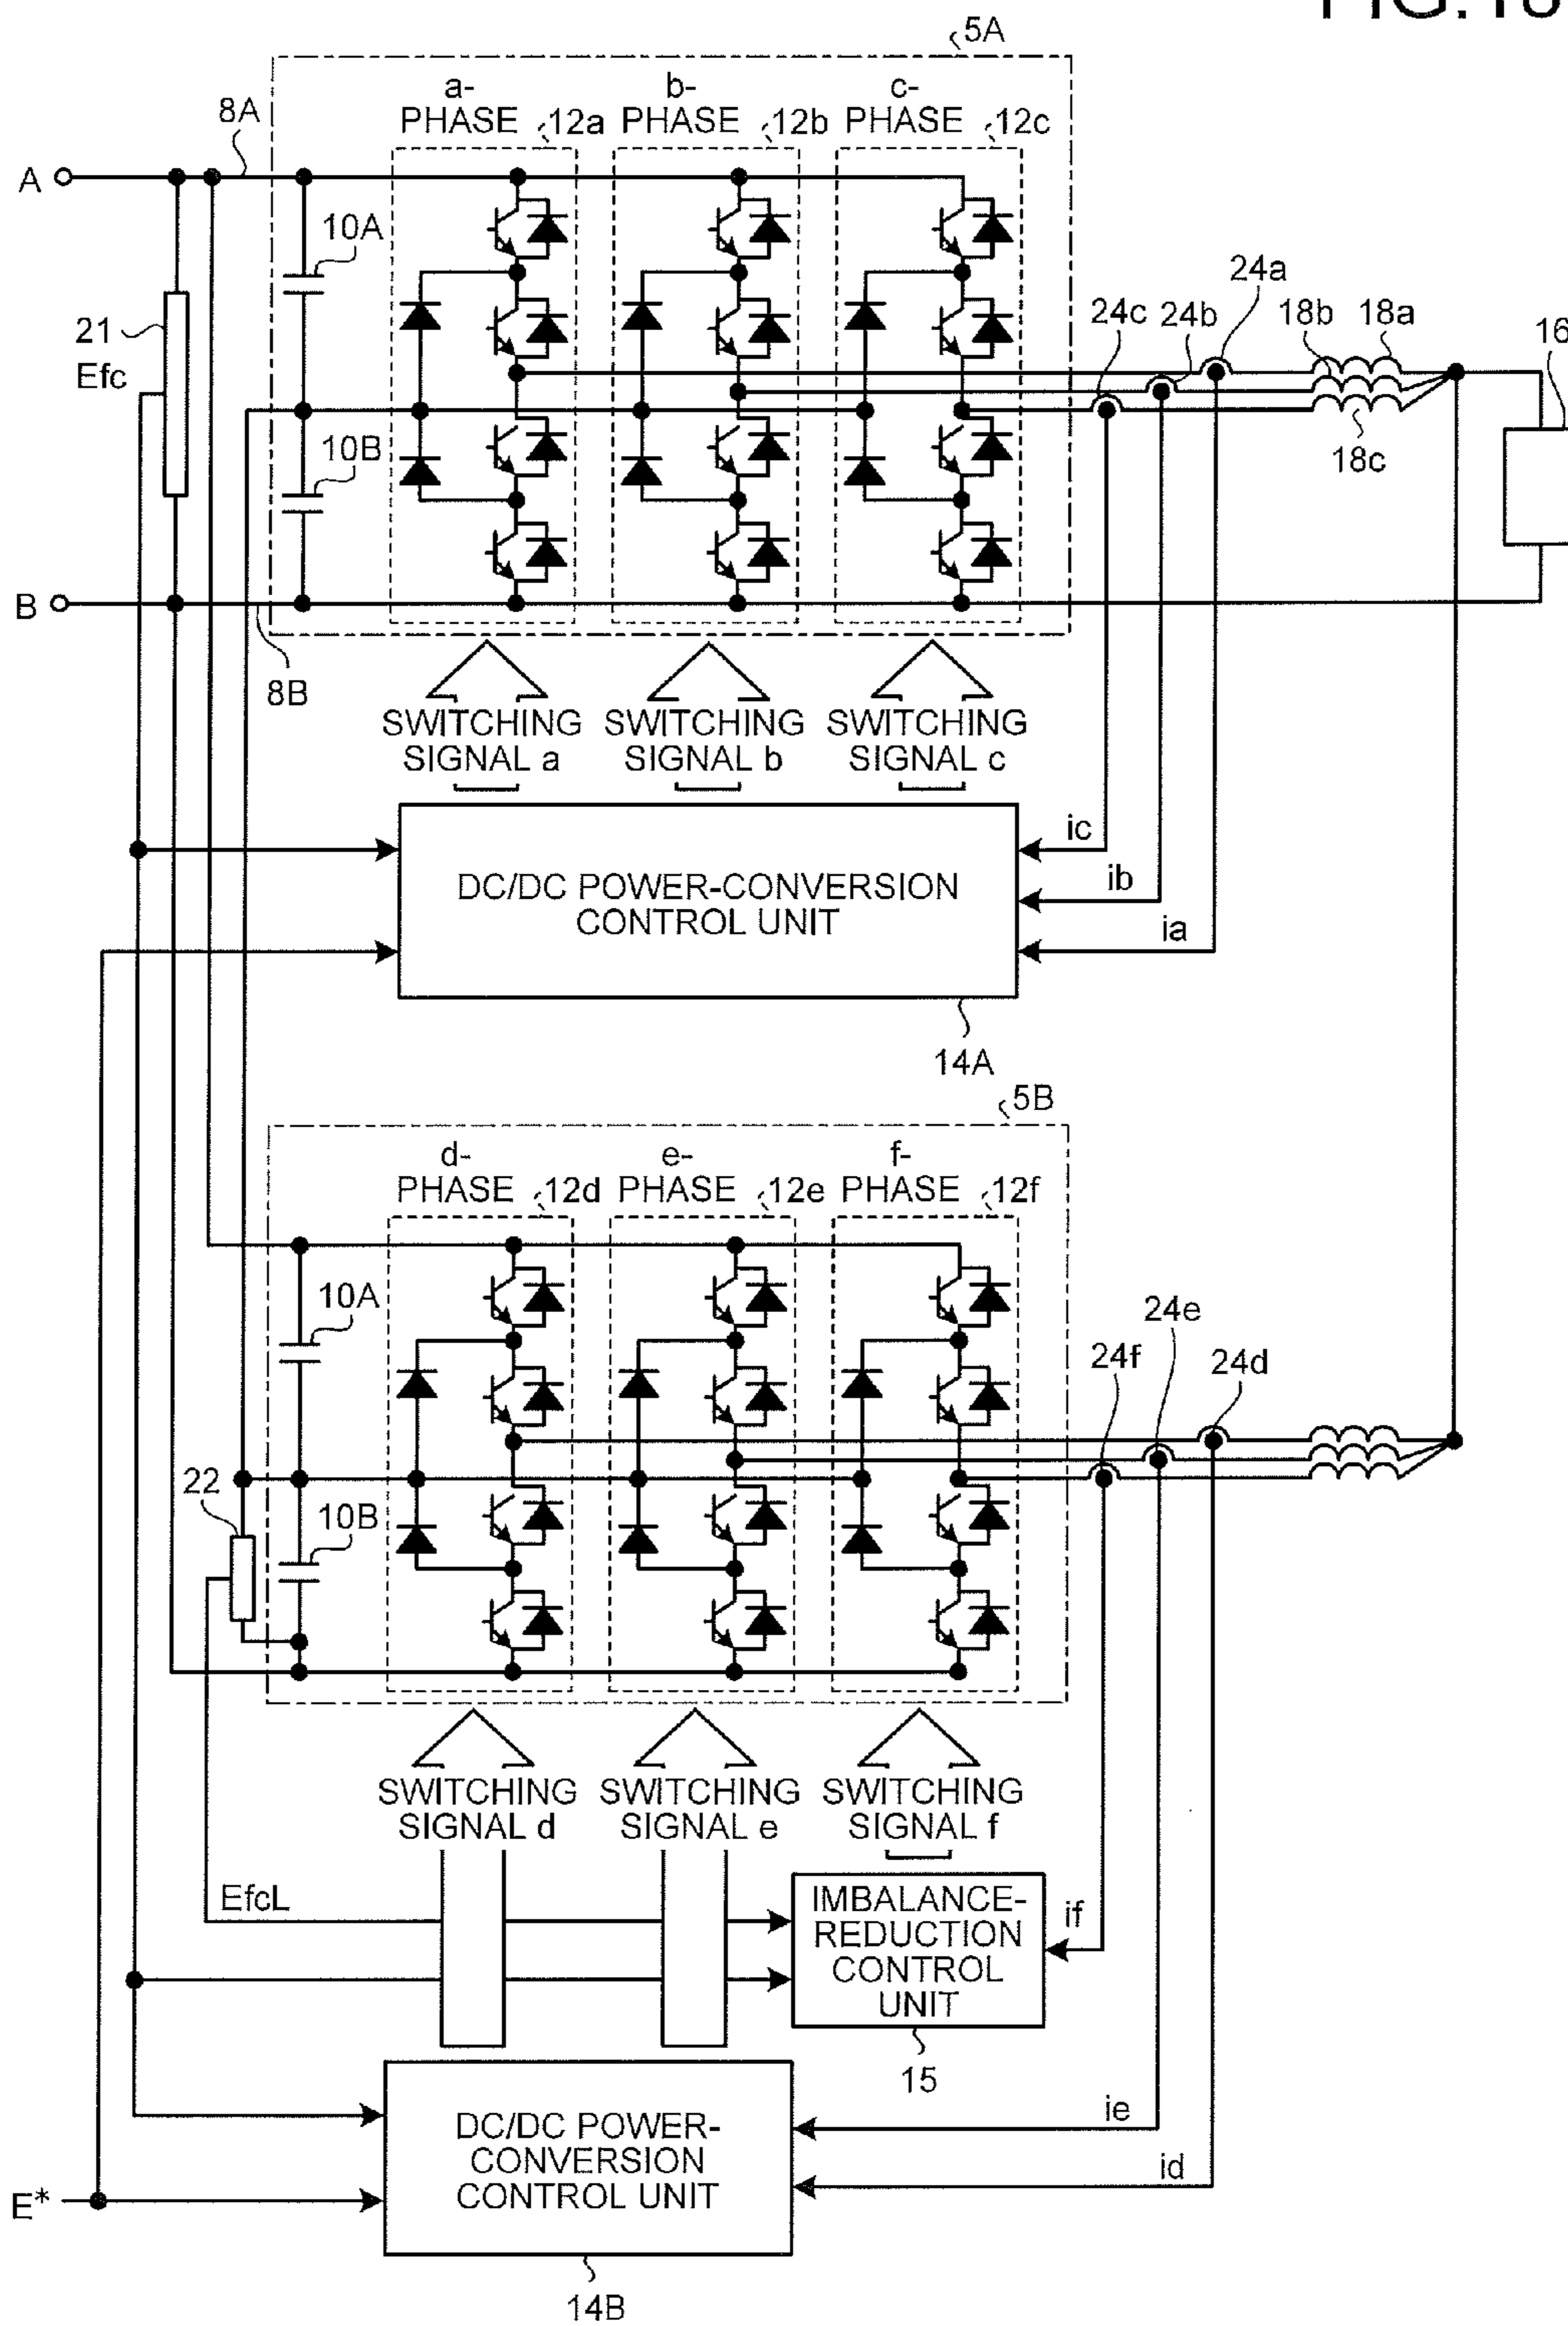 5A
a-
PHASE
12a
b-
PHASE
12b
c-
PHASE
12c
8A
A
10A
21
Efc
10B
B
8B
24a
24c
24b
18b
18a
16
18c
SWITCHING
SIGNAL a
SWITCHING
SIGNAL b
SWITCHING
SIGNAL c
DC/DC POWER-CONVERSION
CONTROL UNIT
ic
ib
ia
14A
5B
d-
PHASE
12d
e-
PHASE
12e
f-
PHASE
12f
10A
24e
24f
24d
22
10B
SWITCHING
SIGNAL d
SWITCHING
SIGNAL e
SWITCHING
SIGNAL f
EfcL
IMBALANCE-
REDUCTION
CONTROL
UNIT
if
15
DC/DC POWER-
CONVERSION
CONTROL UNIT
ie
id
E*
14B